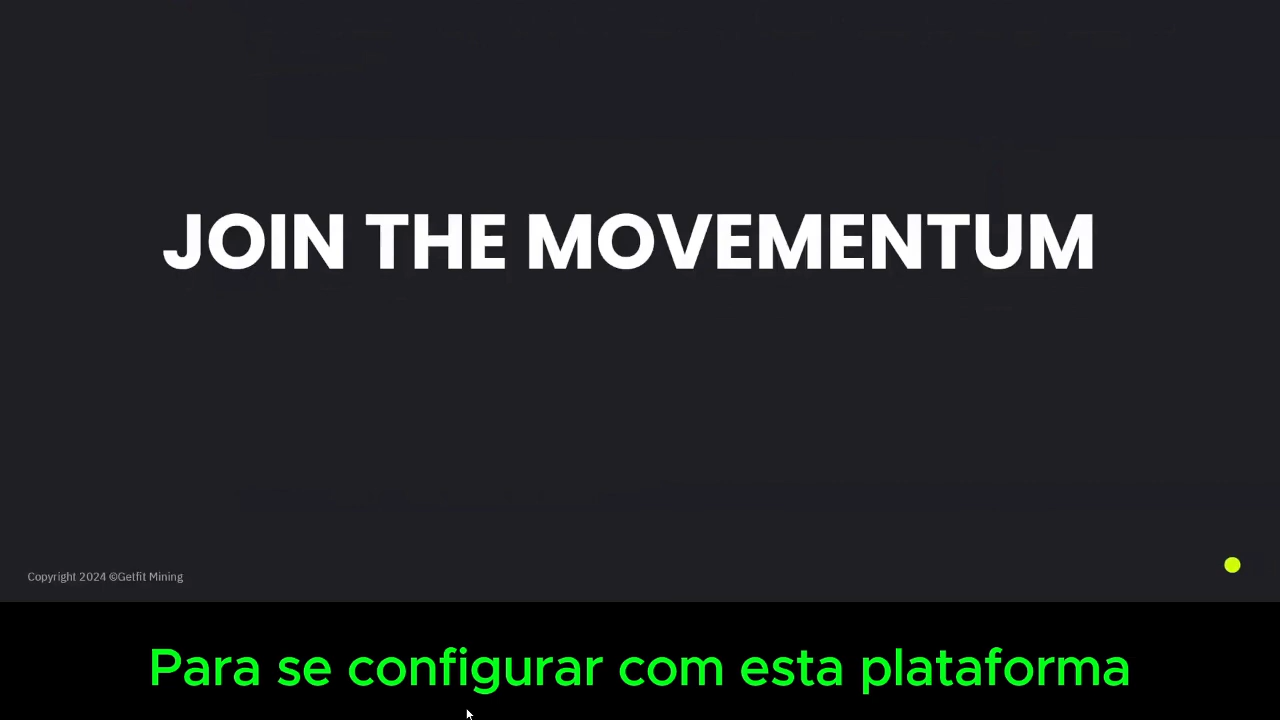 JOIN THE MOVEMENTUM
Copyright 2024 ©Getfit Mining
Para se configurar com esta plataforma